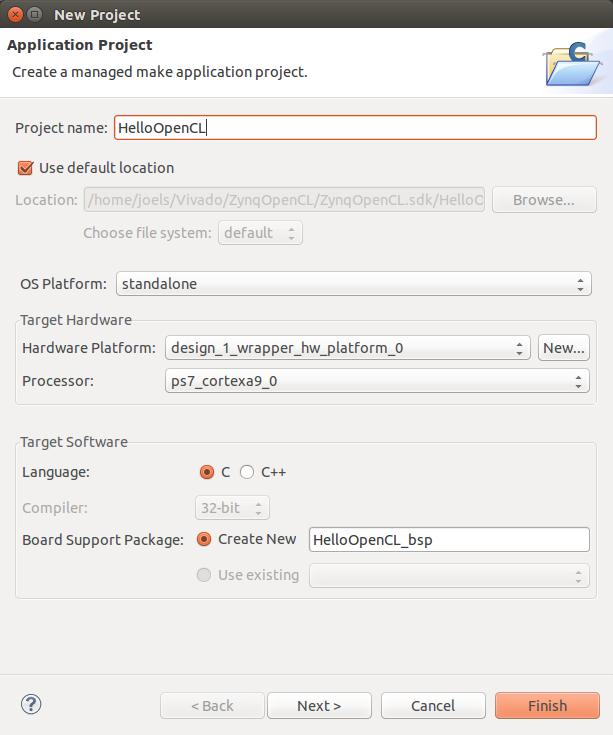 New Project
Application Project
Create a managed make application project.
Project name: HelloOpenCL
Use default location
Location: /home/joels/Vivado/ZynqOpenCL/ZynqOpenCL.sdk/HelloO Browse...
Choose file system: default
OS Platform: standalone
Target Hardware
Hardware Platform: design_1_wrapper_hw_platform_0 New...
Processor: ps7_cortexa9_0
Target Software
Language: C C++
Compiler: 32-bit
Board Support Package: Create New HelloOpenCL_bsp
Use existing
? < Back Next > Cancel Finish